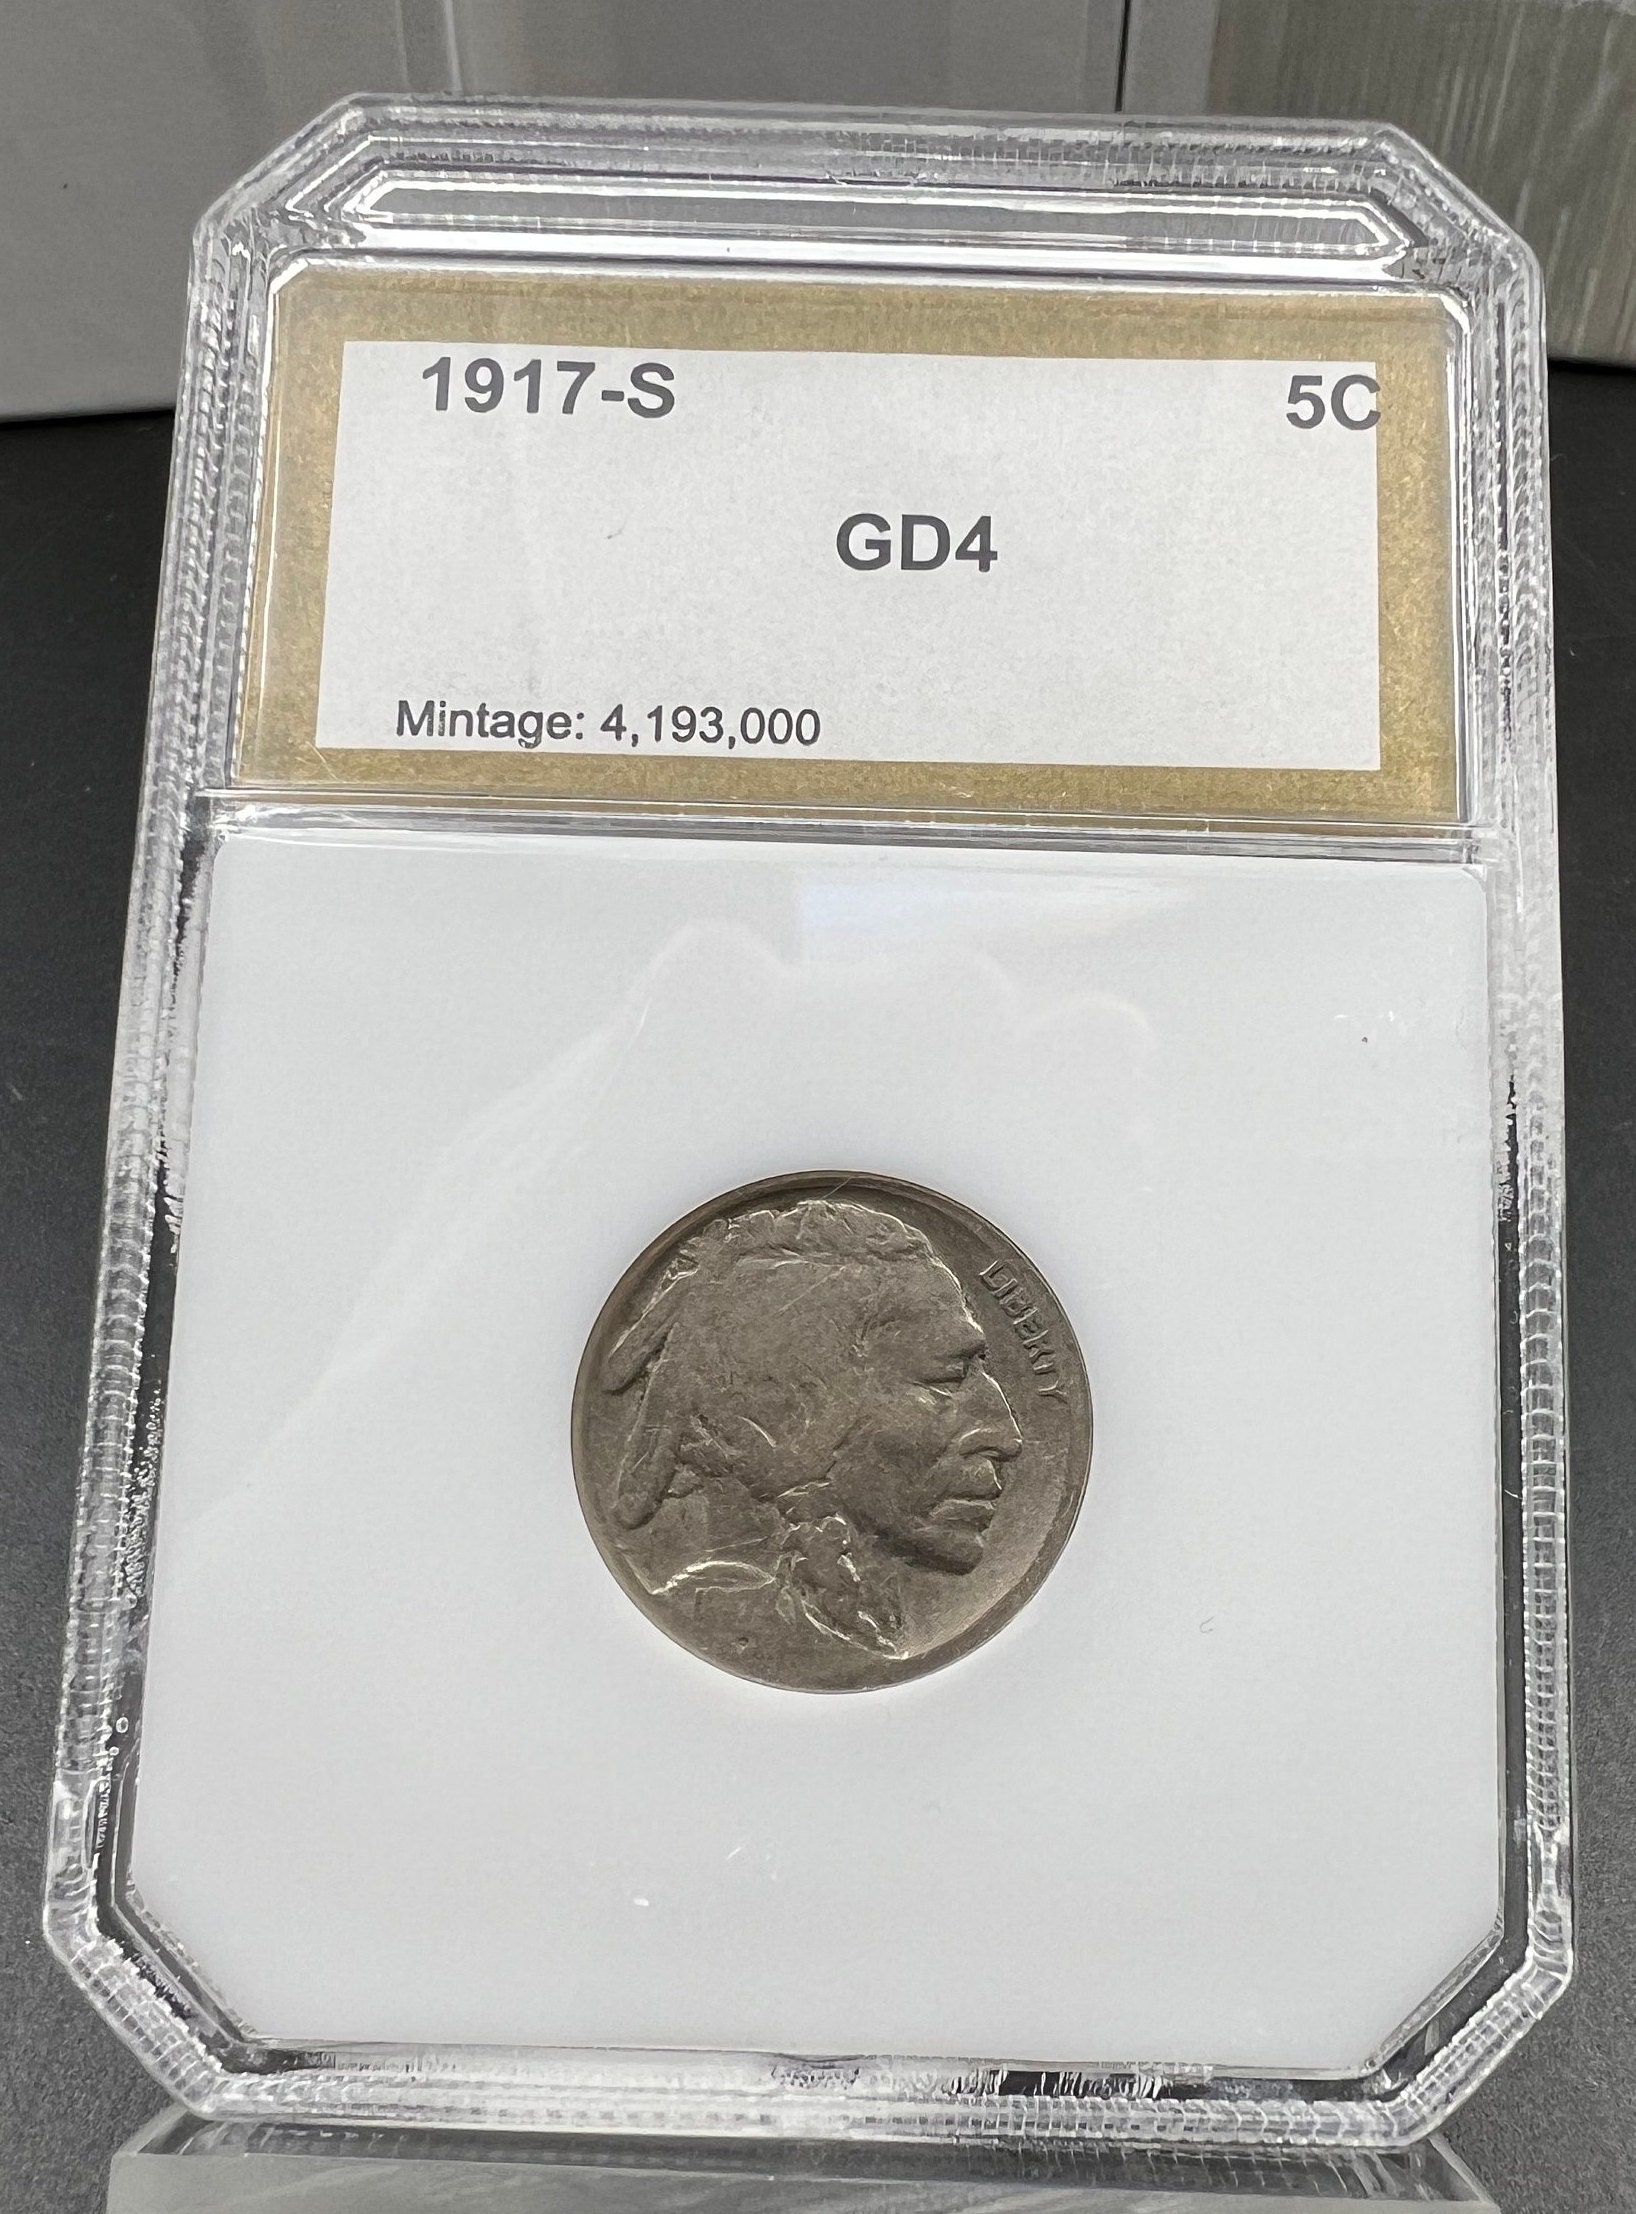 1917-S 5C
GD4
Mintage: 4,193,000
LIBERTY